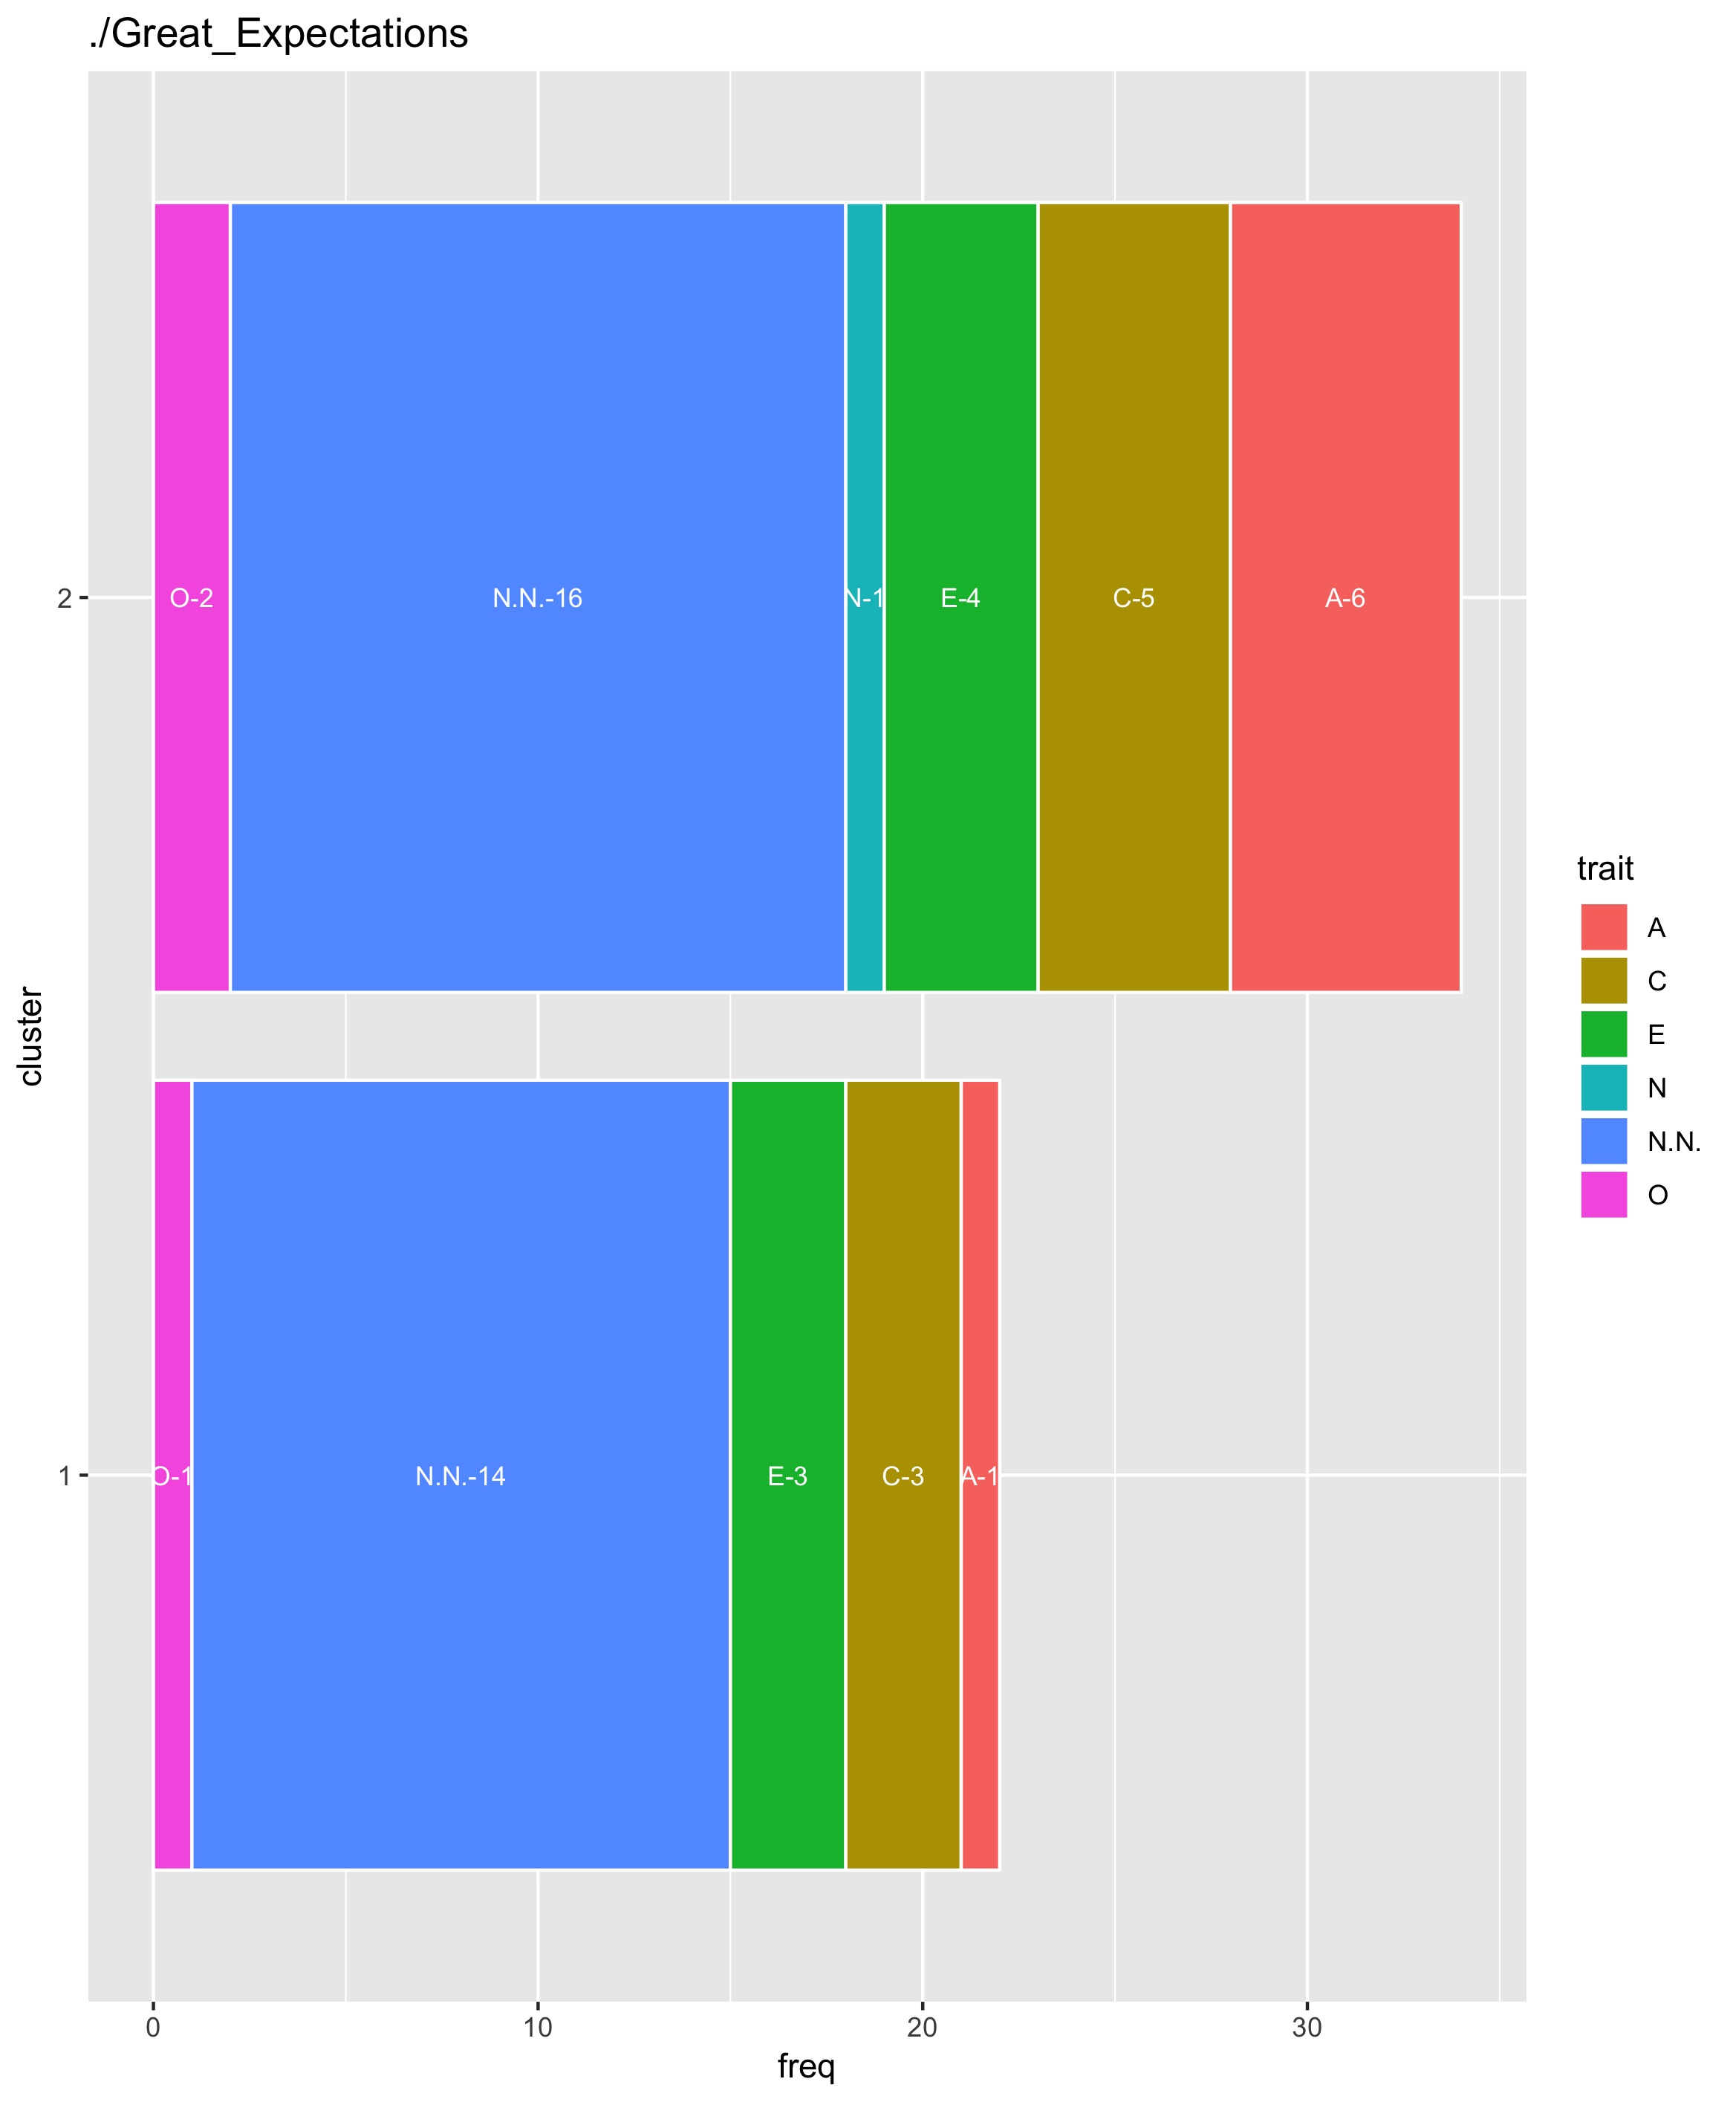 ./Great_Expectations
2
O-2 N.N.-16 N-1 E-4 C-5 A-6
cluster
1
O-1 N.N.-14 E-3 C-3 A-1
0 10 20 30
freq
trait
A
C
E
N
N.N.
O